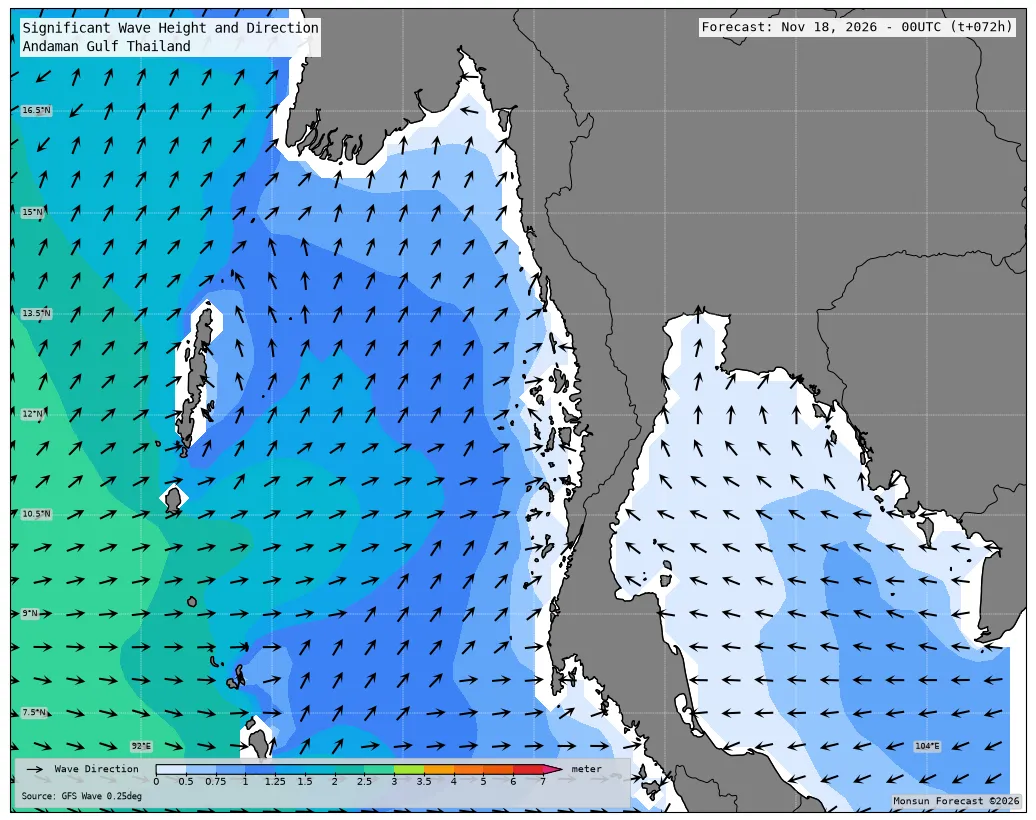 Significant Wave Height and Direction
Andaman Gulf Thailand
Forecast: Nov 18, 2026 - 00UTC (t+072h)
16.5°N
15°N
13.5°N
12°N
10.5°N
9°N
7.5°N
92°E
104°E
Wave Direction
0.5 0.75 1 1.25 1.5 2 2.5 3 3.5 4 5 6 7
meter
Source: GFS Wave 0.25deg
Monsun Forecast ©2026